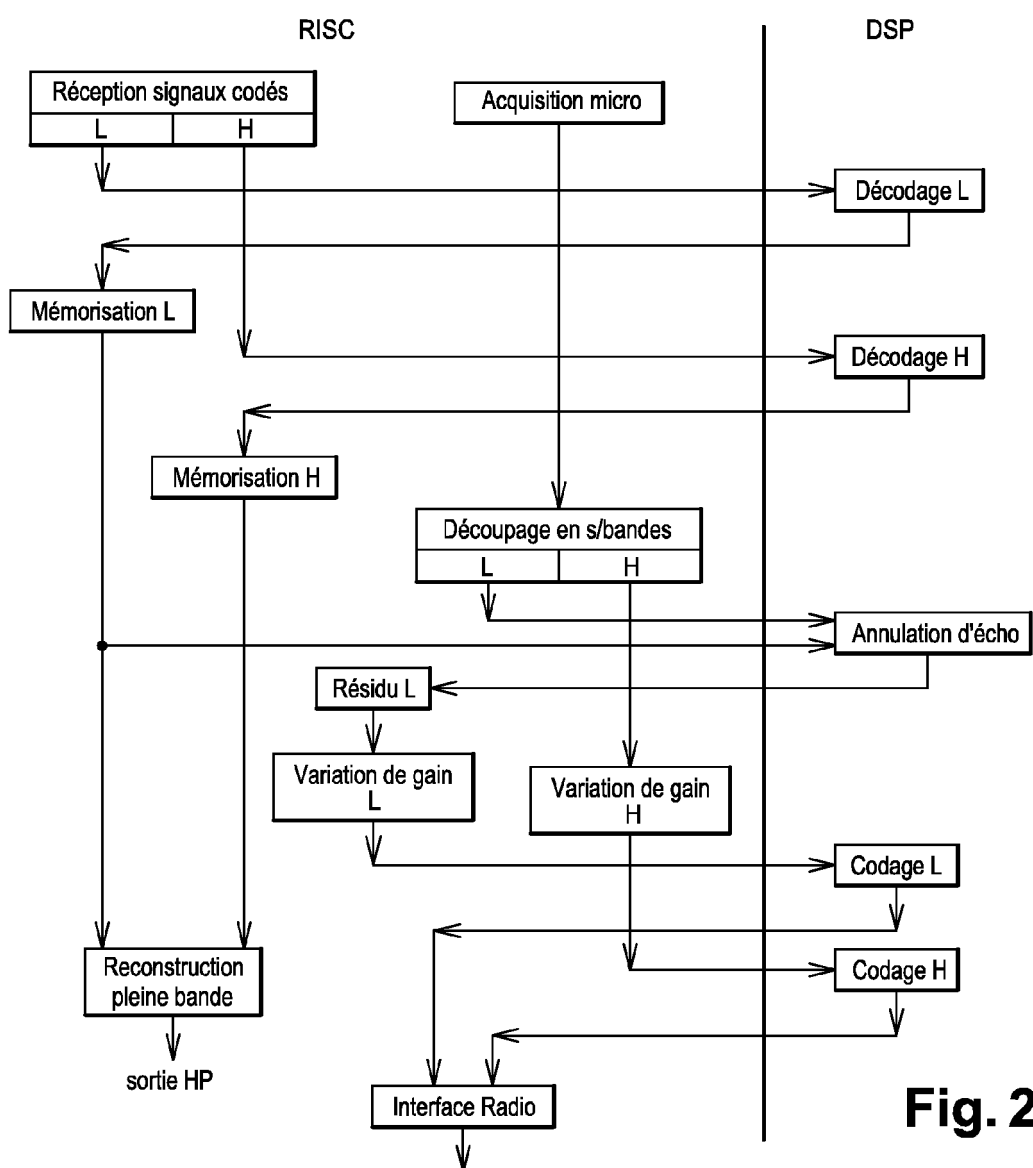 RISC
DSP
Réception signaux codés
L
H
Acquisition micro
Décodage L
Mémorisation L
Décodage H
Mémorisation H
Découpage en s/bandes
L
H
Annulation d'écho
Résidu L
Variation de gain
L
Variation de gain
H
Codage L
Reconstruction
pleine bande
Codage H
sortie HP
Interface Radio
Fig. 2